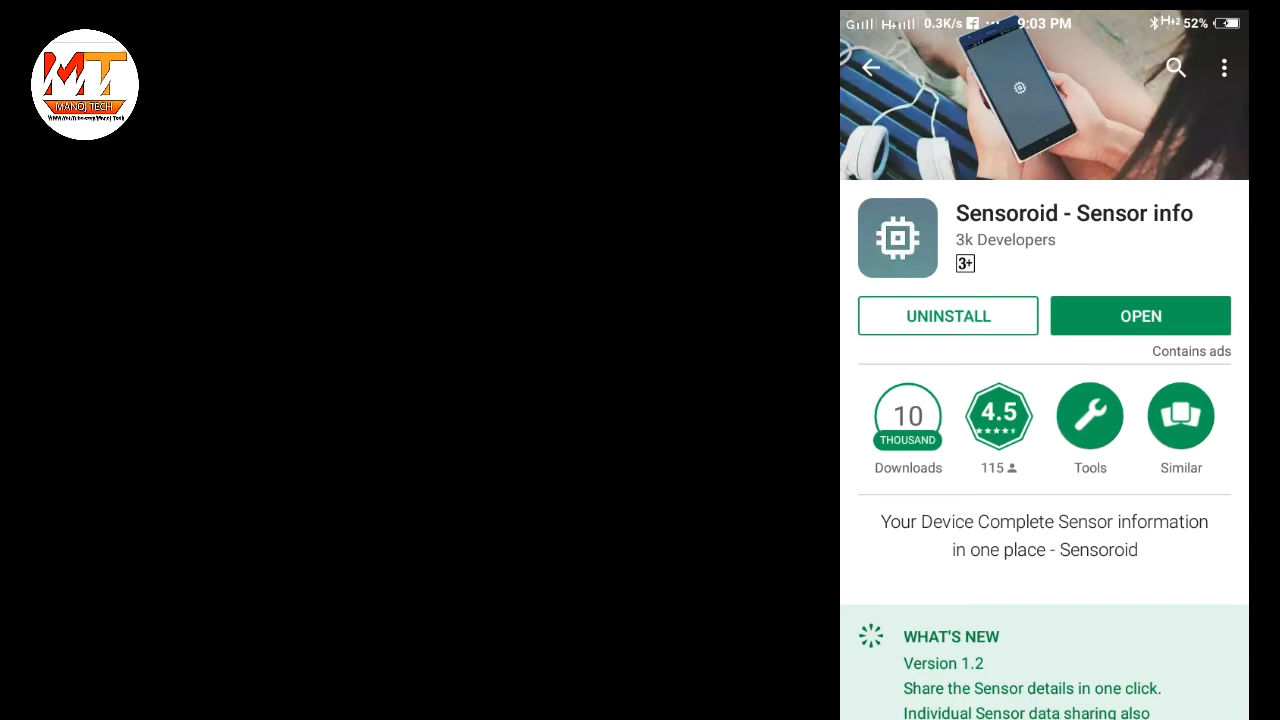 MT
MANOJ TECH
0.3K/s 9:03 PM 52%
Sensoroid - Sensor info
3k Developers
3+
UNINSTALL OPEN
Contains ads
10 4.5
THOUSAND
Downloads 115 Tools Similar
Your Device Complete Sensor information
in one place - Sensoroid
WHAT'S NEW
Version 1.2
Share the Sensor details in one click.
Individual Sensor data sharing also